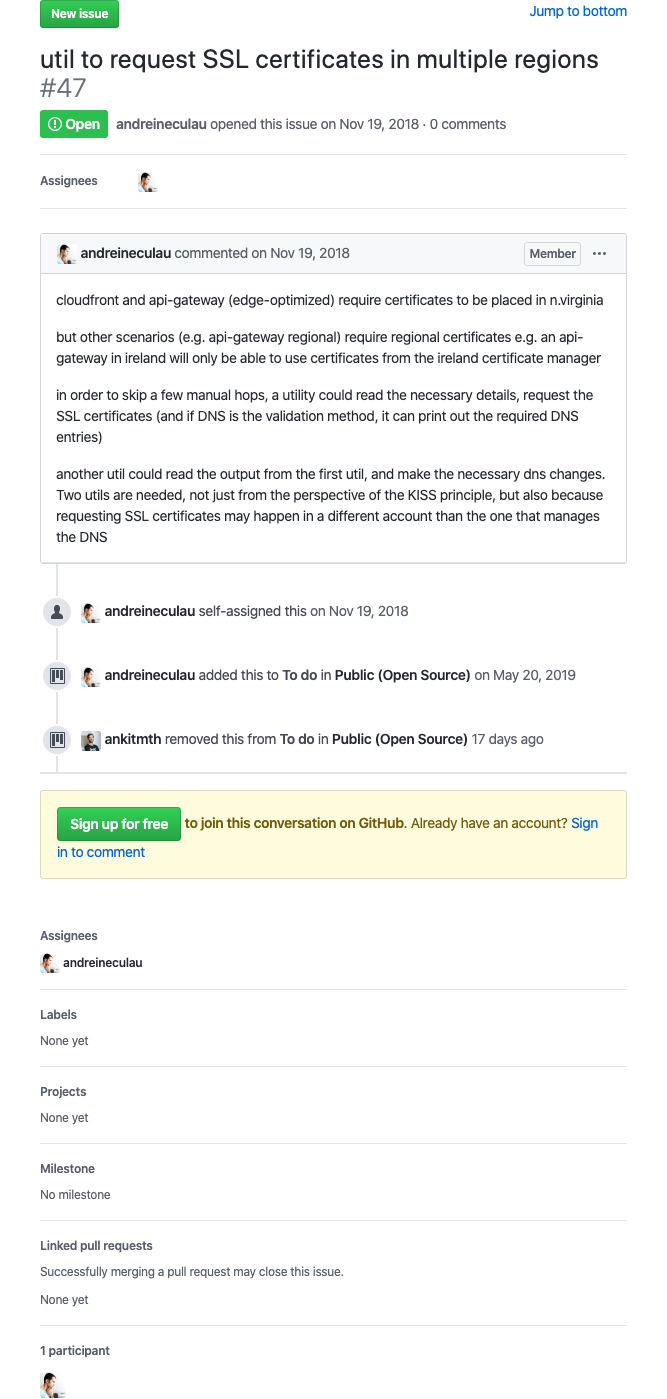 New issue
Jump to bottom
util to request SSL certificates in multiple regions
#47
Open andreineculau opened this issue on Nov 19, 2018 · 0 comments
Assignees
andreineculau commented on Nov 19, 2018 Member ...
cloudfront and api-gateway (edge-optimized) require certificates to be placed in n.virginia
but other scenarios (e.g. api-gateway regional) require regional certificates e.g. an api-
gateway in ireland will only be able to use certificates from the ireland certificate manager
in order to skip a few manual hops, a utility could read the necessary details, request the
SSL certificates (and if DNS is the validation method, it can print out the required DNS
entries)
another util could read the output from the first util, and make the necessary dns changes.
Two utils are needed, not just from the perspective of the KISS principle, but also because
requesting SSL certificates may happen in a different account than the one that manages
the DNS
andreineculau self-assigned this on Nov 19, 2018
andreineculau added this to To do in Public (Open Source) on May 20, 2019
ankitmth removed this from To do in Public (Open Source) 17 days ago
Sign up for free to join this conversation on GitHub. Already have an account? Sign
in to comment
Assignees
andreineculau
Labels
None yet
Projects
None yet
Milestone
No milestone
Linked pull requests
Successfully merging a pull request may close this issue.
None yet
1 participant